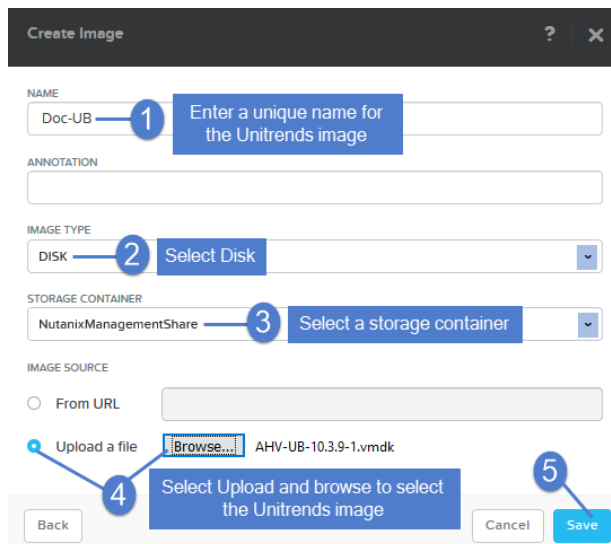 Create Image
?
×
NAME
Doc-UB
1
Enter a unique name for
the Unitrends image
ANNOTATION
IMAGE TYPE
DISK
2
Select Disk
STORAGE CONTAINER
NutanixManagementShare
3
Select a storage container
IMAGE SOURCE
From URL
Upload a file
Browse...
AHV-UB-10.3.9-1.vmdk
4
Select Upload and browse to select
the Unitrends image
5
Back
Cancel
Save